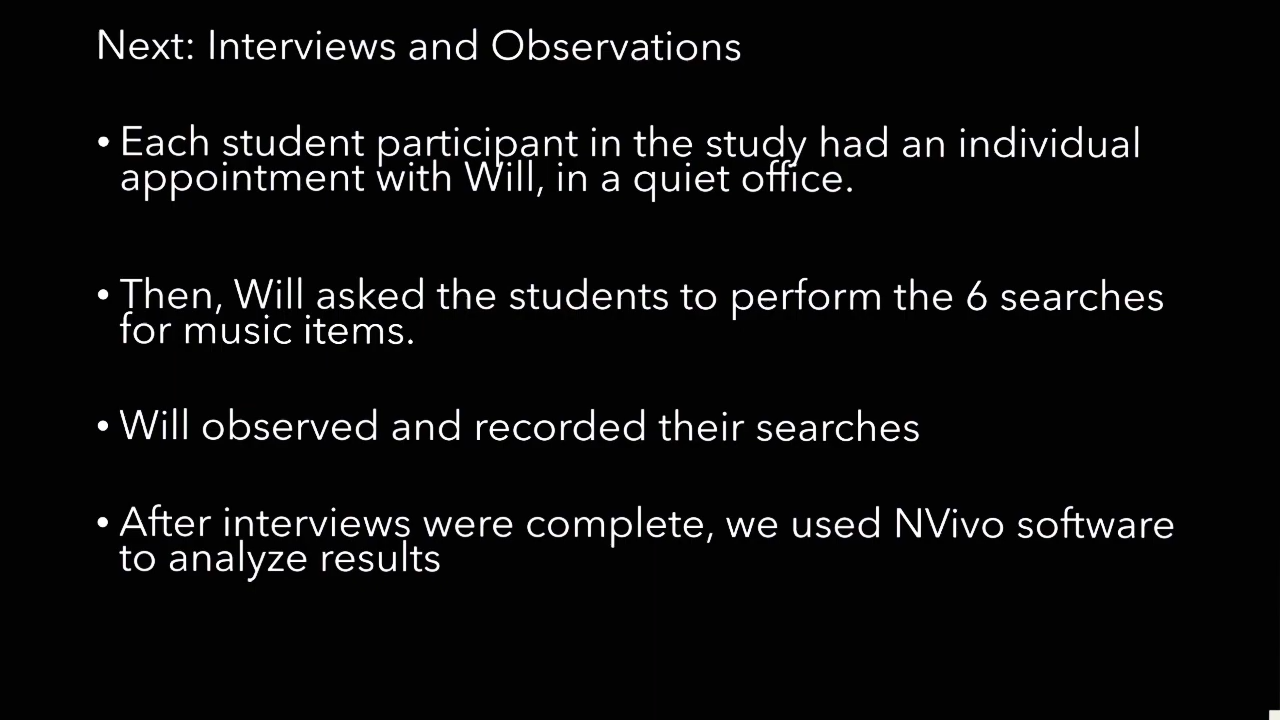 Next: Interviews and Observations
• Each student participant in the study had an individual
appointment with Will, in a quiet office.
• Then, Will asked the students to perform the 6 searches
for music items.
• Will observed and recorded their searches
• After interviews were complete, we used NVivo software
to analyze results